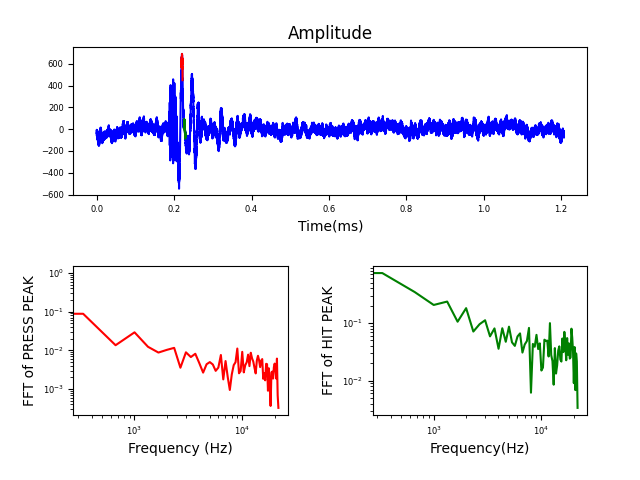 Amplitude
600
400
200
0
−200
−400
−600
0.0 0.2 0.4 0.6 0.8 1.0 1.2
Time(ms)
FFT of PRESS PEAK
10⁰
10⁻¹
10⁻²
10⁻³
10³ 10⁴
Frequency (Hz)
FFT of HIT PEAK
10⁻¹
10⁻²
10³ 10⁴
Frequency(Hz)